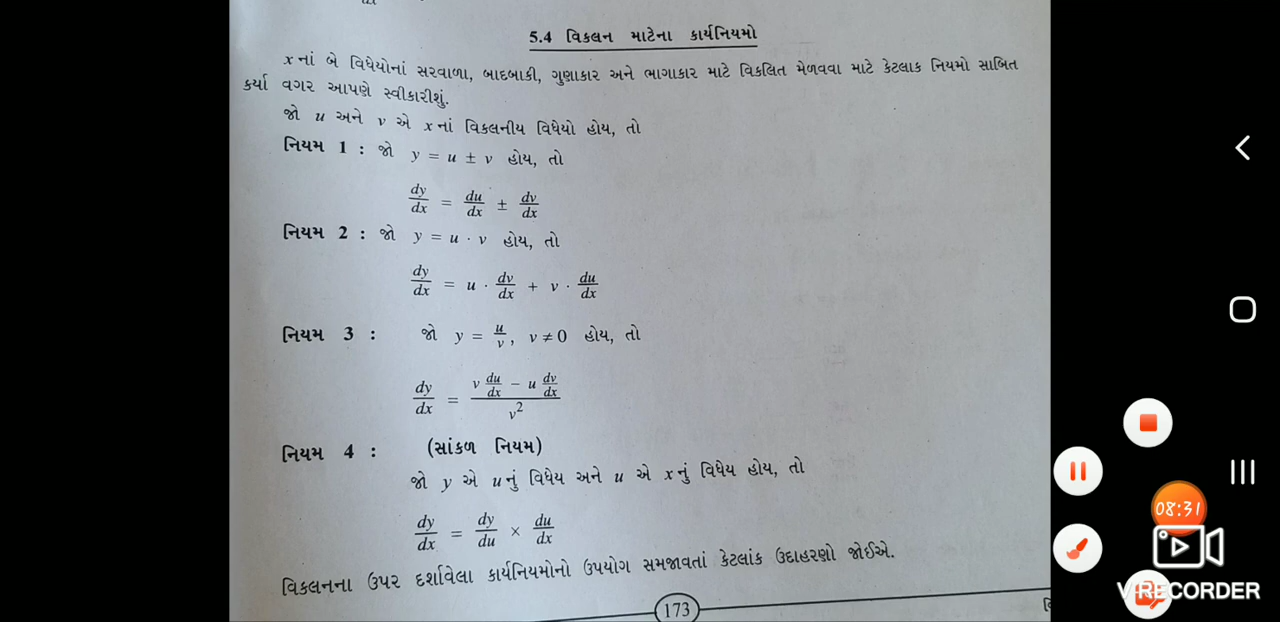 5.4 વિકલન માટેના કાર્યનિયમો
x નાં બે વિધેયોનાં સરવાળા, બાદબાકી, ગુણાકાર અને ભાગાકાર માટે વિકલિત મેળવવા માટે કેટલાક નિયમો સાબિત
કર્યા વગર આપણે સ્વીકારીશું.
જો u અને v એ x નાં વિકલનીય વિધેયો હોય, તો
નિયમ 1 : જો y = u ± v હોય, તો
dy/dx = du/dx ± dv/dx
નિયમ 2 : જો y = u · v હોય, તો
dy/dx = u · dv/dx + v · du/dx
નિયમ 3 : જો y = u/v, v ≠ 0 હોય, તો
dy/dx = (v du/dx − u dv/dx)/v²
નિયમ 4 : (સાંકળ નિયમ)
જો y એ u નું વિધેય અને u એ x નું વિધેય હોય, તો
dy/dx = dy/du × du/dx
વિકલનના ઉપર દર્શાવેલા કાર્યનિયમોનો ઉપયોગ સમજાવતાં કેટલાંક ઉદાહરણો જોઈએ.
173
08:31
V RECORDER